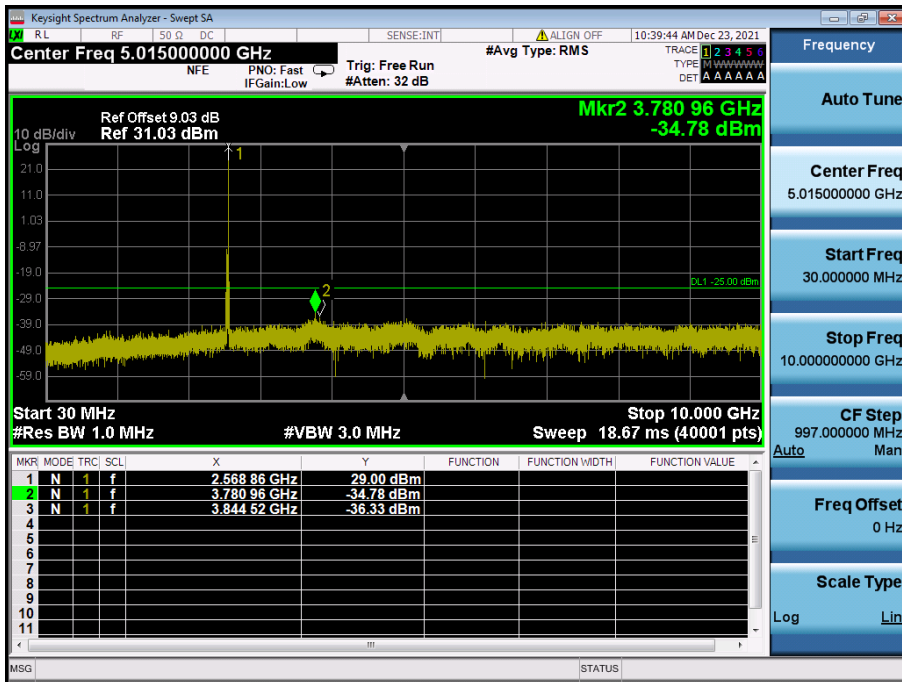 Keysight Spectrum Analyzer - Swept SA
LXI RL RF 50 Ω DC SENSE:INT ALIGN OFF 10:39:44 AM Dec 23, 2021
Center Freq 5.015000000 GHz
NFE
PNO: Fast
IFGain:Low
Trig: Free Run
#Atten: 32 dB
#Avg Type: RMS
TRACE 1 2 3 4 5 6
TYPE M W W W W W
DET A A A A A A
Mkr2 3.780 96 GHz
-34.78 dBm
Ref Offset 9.03 dB
10 dB/div Ref 31.03 dBm
Log
1
21.0
11.0
1.03
-8.97
-19.0
DL1 -25.00 dBm
2
-29.0
-39.0
-49.0
-59.0
Start 30 MHz Stop 10.000 GHz
#Res BW 1.0 MHz #VBW 3.0 MHz Sweep 18.67 ms (40001 pts)
MKR MODE TRC SCL X Y FUNCTION FUNCTION WIDTH FUNCTION VALUE
1 N 1 f 2.568 86 GHz 29.00 dBm
2 N 1 f 3.780 96 GHz -34.78 dBm
3 N 1 f 3.844 52 GHz -36.33 dBm
4
5
6
7
8
9
10
11
MSG STATUS
Frequency
Auto Tune
Center Freq
5.015000000 GHz
Start Freq
30.000000 MHz
Stop Freq
10.000000000 GHz
CF Step
997.000000 MHz
Auto Man
Freq Offset
0 Hz
Scale Type
Log Lin